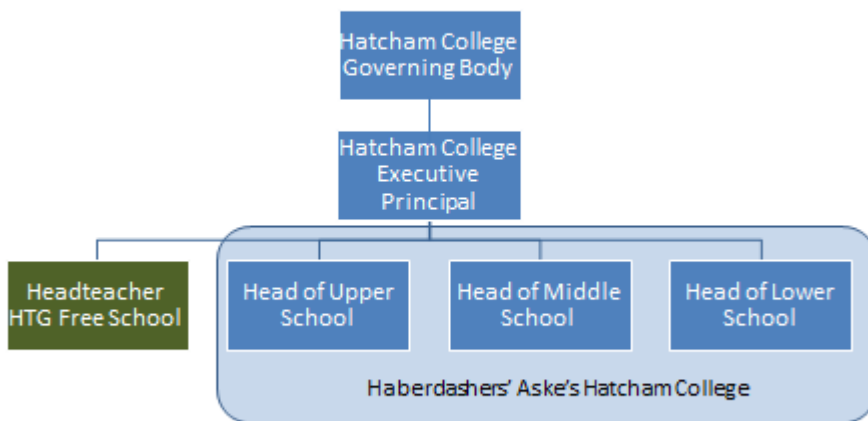 Hatcham College
Governing Body
Hatcham College
Executive
Principal
Headteacher
HTG Free School
Head of Upper
School
Head of Middle
School
Head of Lower
School
Haberdashers' Aske's Hatcham College